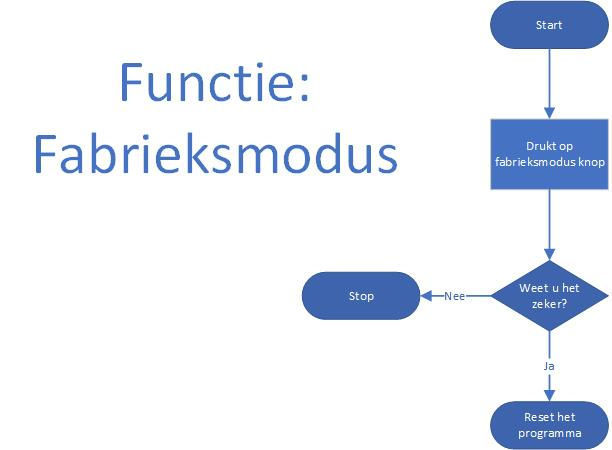 Functie:
Fabrieksmodus
Start
Drukt op
fabrieksmodus knop
Weet u het
zeker?
Nee
Stop
Ja
Reset het
programma